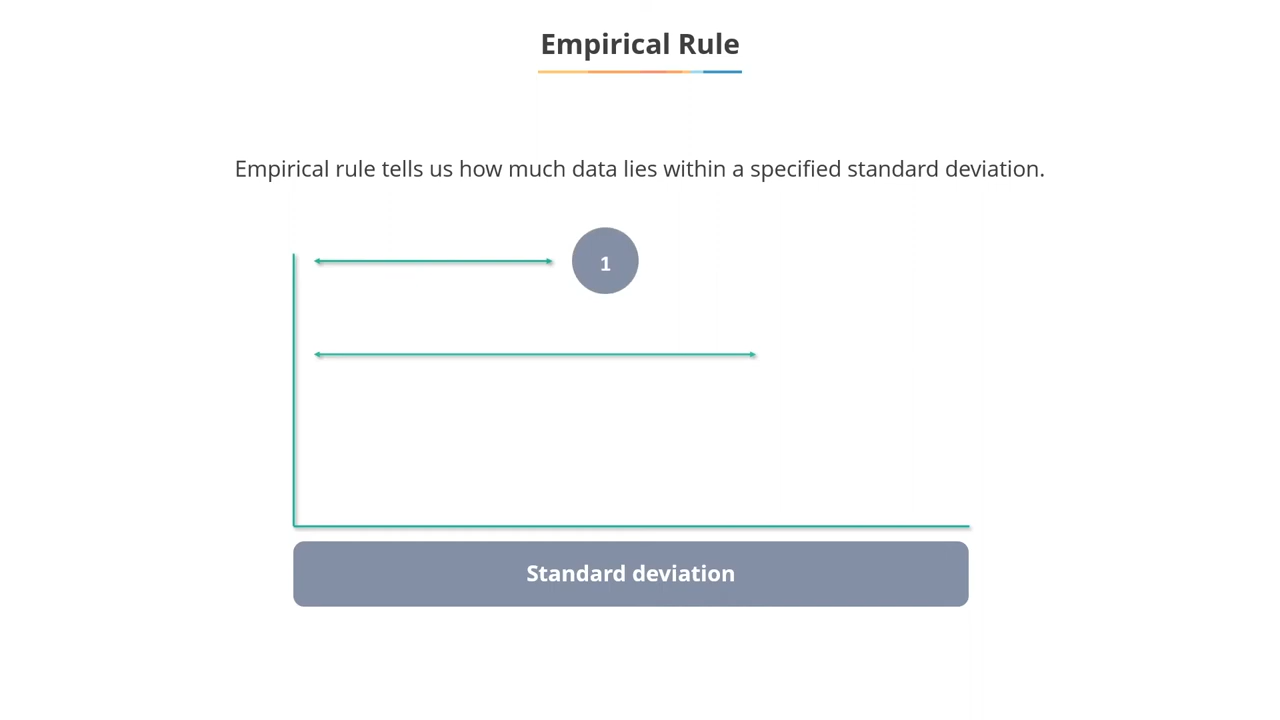 Empirical Rule
Empirical rule tells us how much data lies within a specified standard deviation.
1
Standard deviation